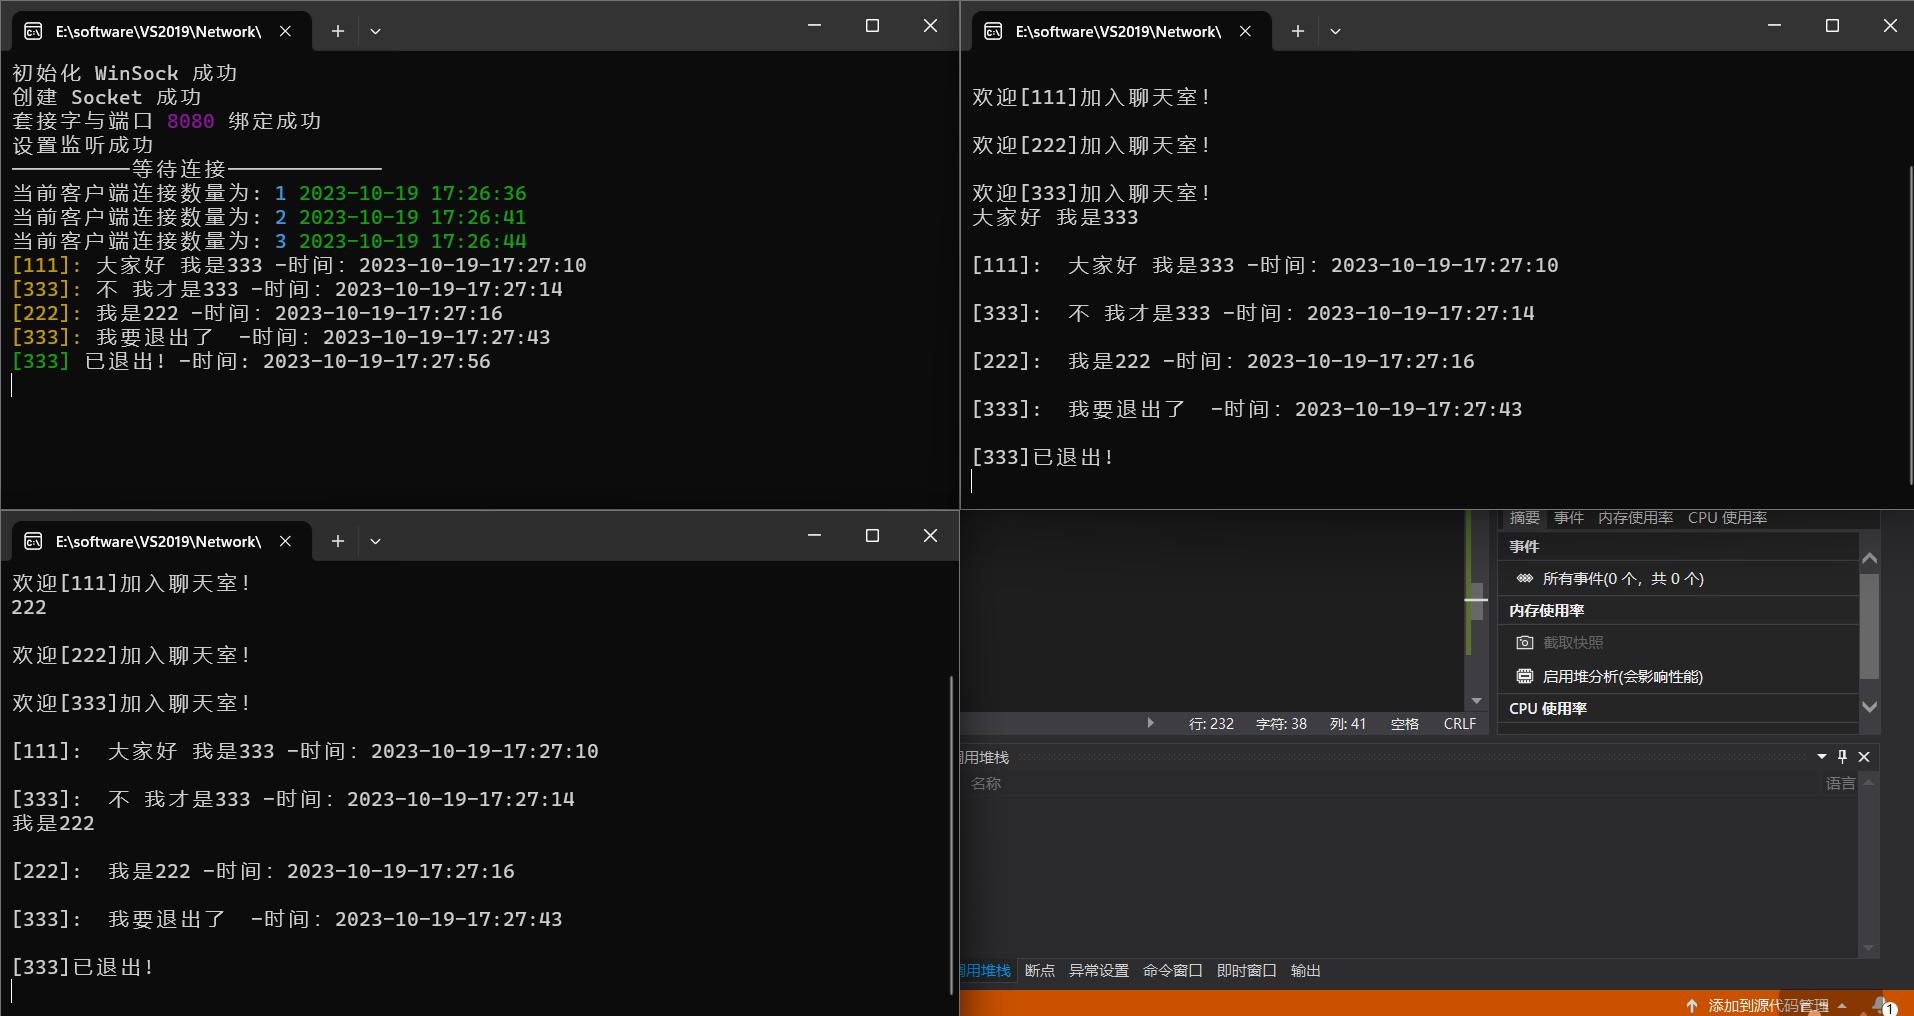 E:\software\VS2019\Network\
初始化 WinSock 成功
创建 Socket 成功
套接字与端口 8080 绑定成功
设置监听成功
——————————等待连接—————————————
当前客户端连接数量为: 1 2023-10-19 17:26:36
当前客户端连接数量为: 2 2023-10-19 17:26:41
当前客户端连接数量为: 3 2023-10-19 17:26:44
[111]: 大家好 我是333 -时间: 2023-10-19-17:27:10
[333]: 不 我才是333 -时间: 2023-10-19-17:27:14
[222]: 我是222 -时间: 2023-10-19-17:27:16
[333]: 我要退出了  -时间: 2023-10-19-17:27:43
[333] 已退出! -时间: 2023-10-19-17:27:56
E:\software\VS2019\Network\
欢迎[111]加入聊天室!
欢迎[222]加入聊天室!
欢迎[333]加入聊天室!
大家好 我是333
[111]:  大家好 我是333 -时间: 2023-10-19-17:27:10
[333]:  不 我才是333 -时间: 2023-10-19-17:27:14
[222]:  我是222 -时间: 2023-10-19-17:27:16
[333]:  我要退出了  -时间: 2023-10-19-17:27:43
[333]已退出!
E:\software\VS2019\Network\
欢迎[111]加入聊天室!
222
欢迎[222]加入聊天室!
欢迎[333]加入聊天室!
[111]:  大家好 我是333 -时间: 2023-10-19-17:27:10
[333]:  不 我才是333 -时间: 2023-10-19-17:27:14
我是222
[222]:  我是222 -时间: 2023-10-19-17:27:16
[333]:  我要退出了  -时间: 2023-10-19-17:27:43
[333]已退出!
摘要 事件 内存使用率 CPU 使用率
事件
所有事件(0 个，共 0 个)
内存使用率
截取快照
启用堆分析(会影响性能)
CPU 使用率
行: 232 字符: 38 列: 41 空格 CRLF
调用堆栈
名称 语言
调用堆栈 断点 异常设置 命令窗口 即时窗口 输出
添加到源代码管理 1